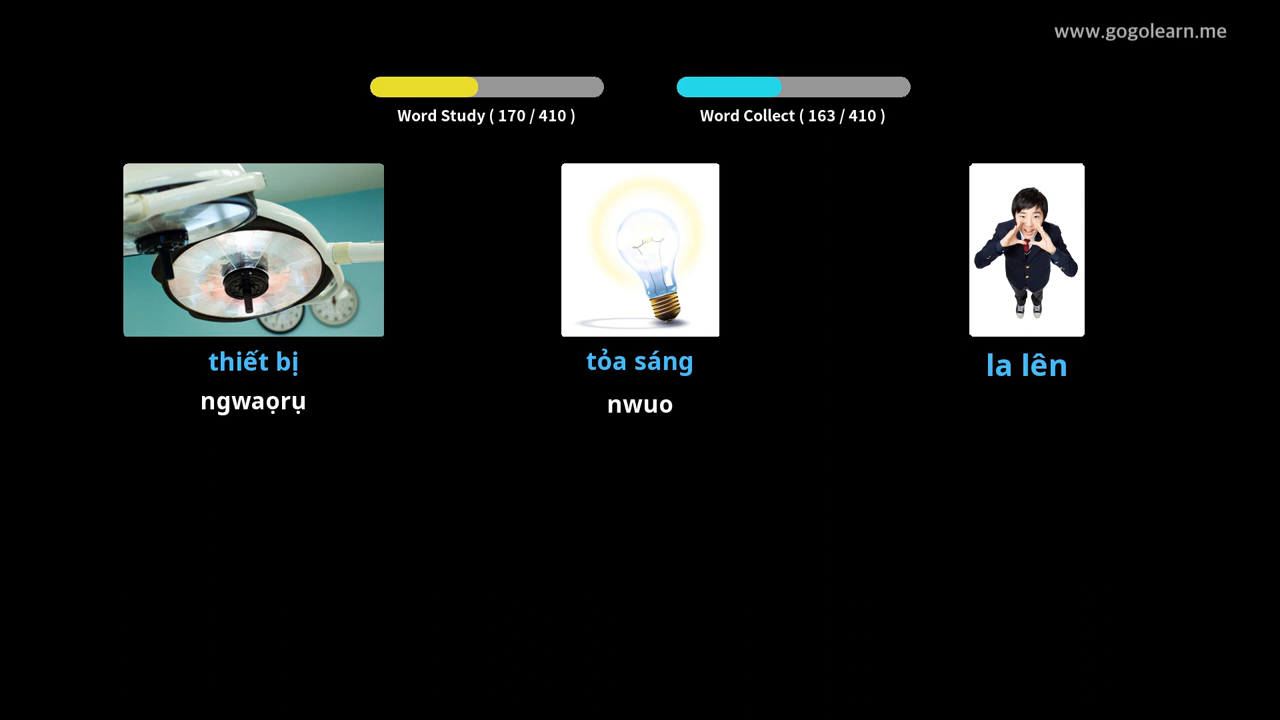 www.gogolearn.me
Word Study ( 170 / 410 )
Word Collect ( 163 / 410 )
thiết bị
ngwaọrụ
tỏa sáng
nwuo
la lên